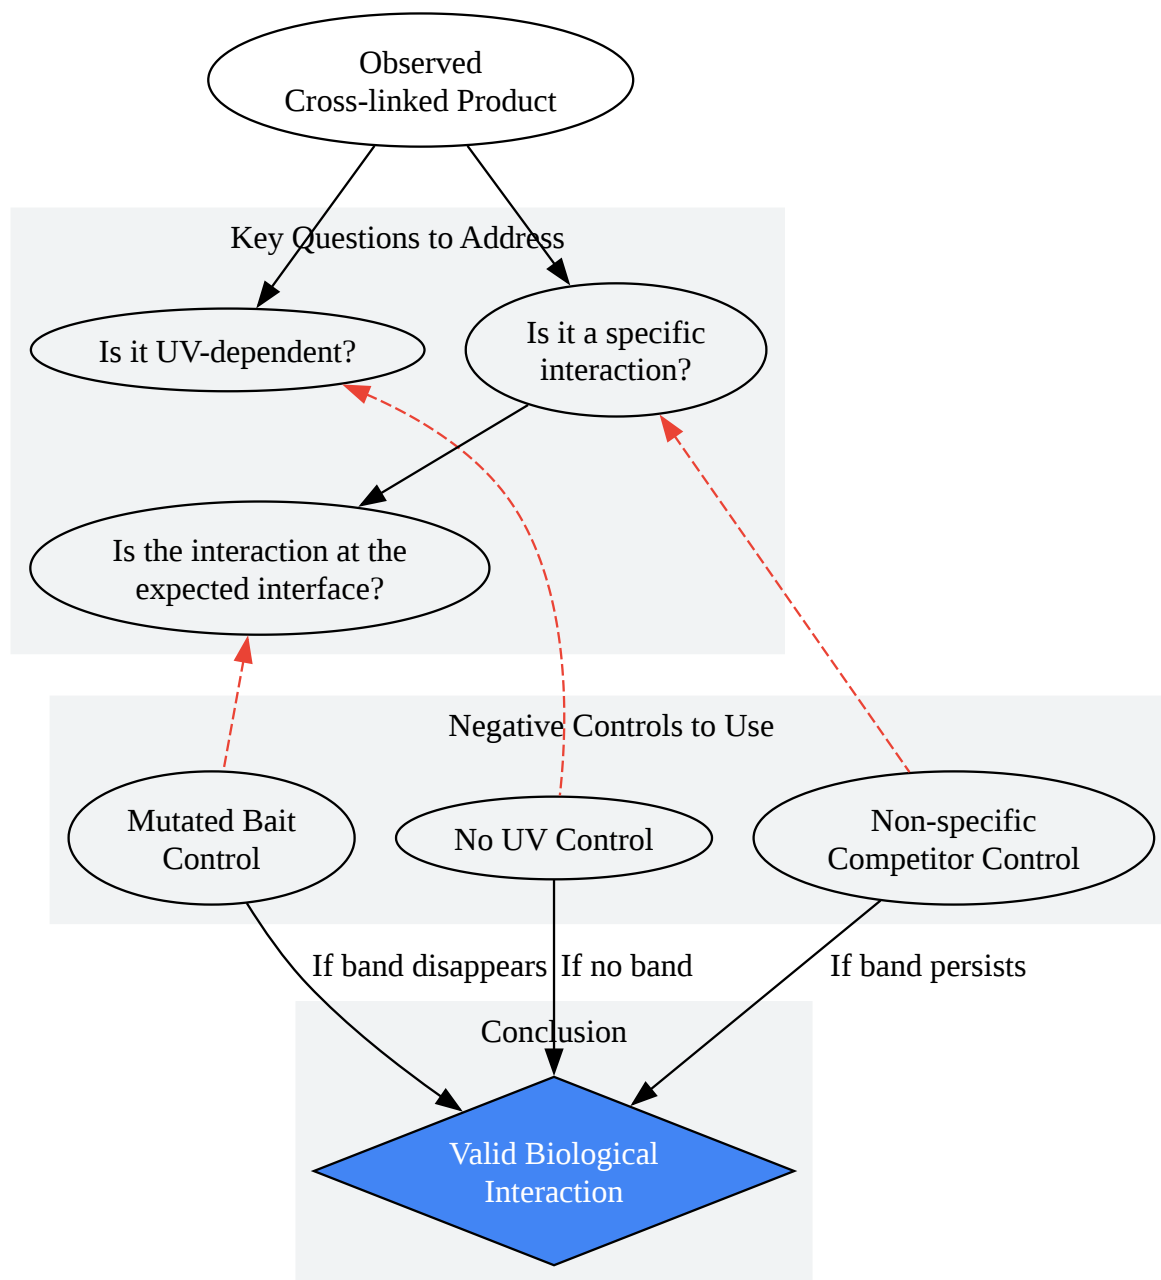 Observed
Cross-linked Product
Key Questions to Address
Is it UV-dependent?
Is it a specific
interaction?
Is the interaction at the
expected interface?
Negative Controls to Use
Mutated Bait
Control
No UV Control
Non-specific
Competitor Control
If band disappears
If no band
If band persists
Conclusion
Valid Biological
Interaction